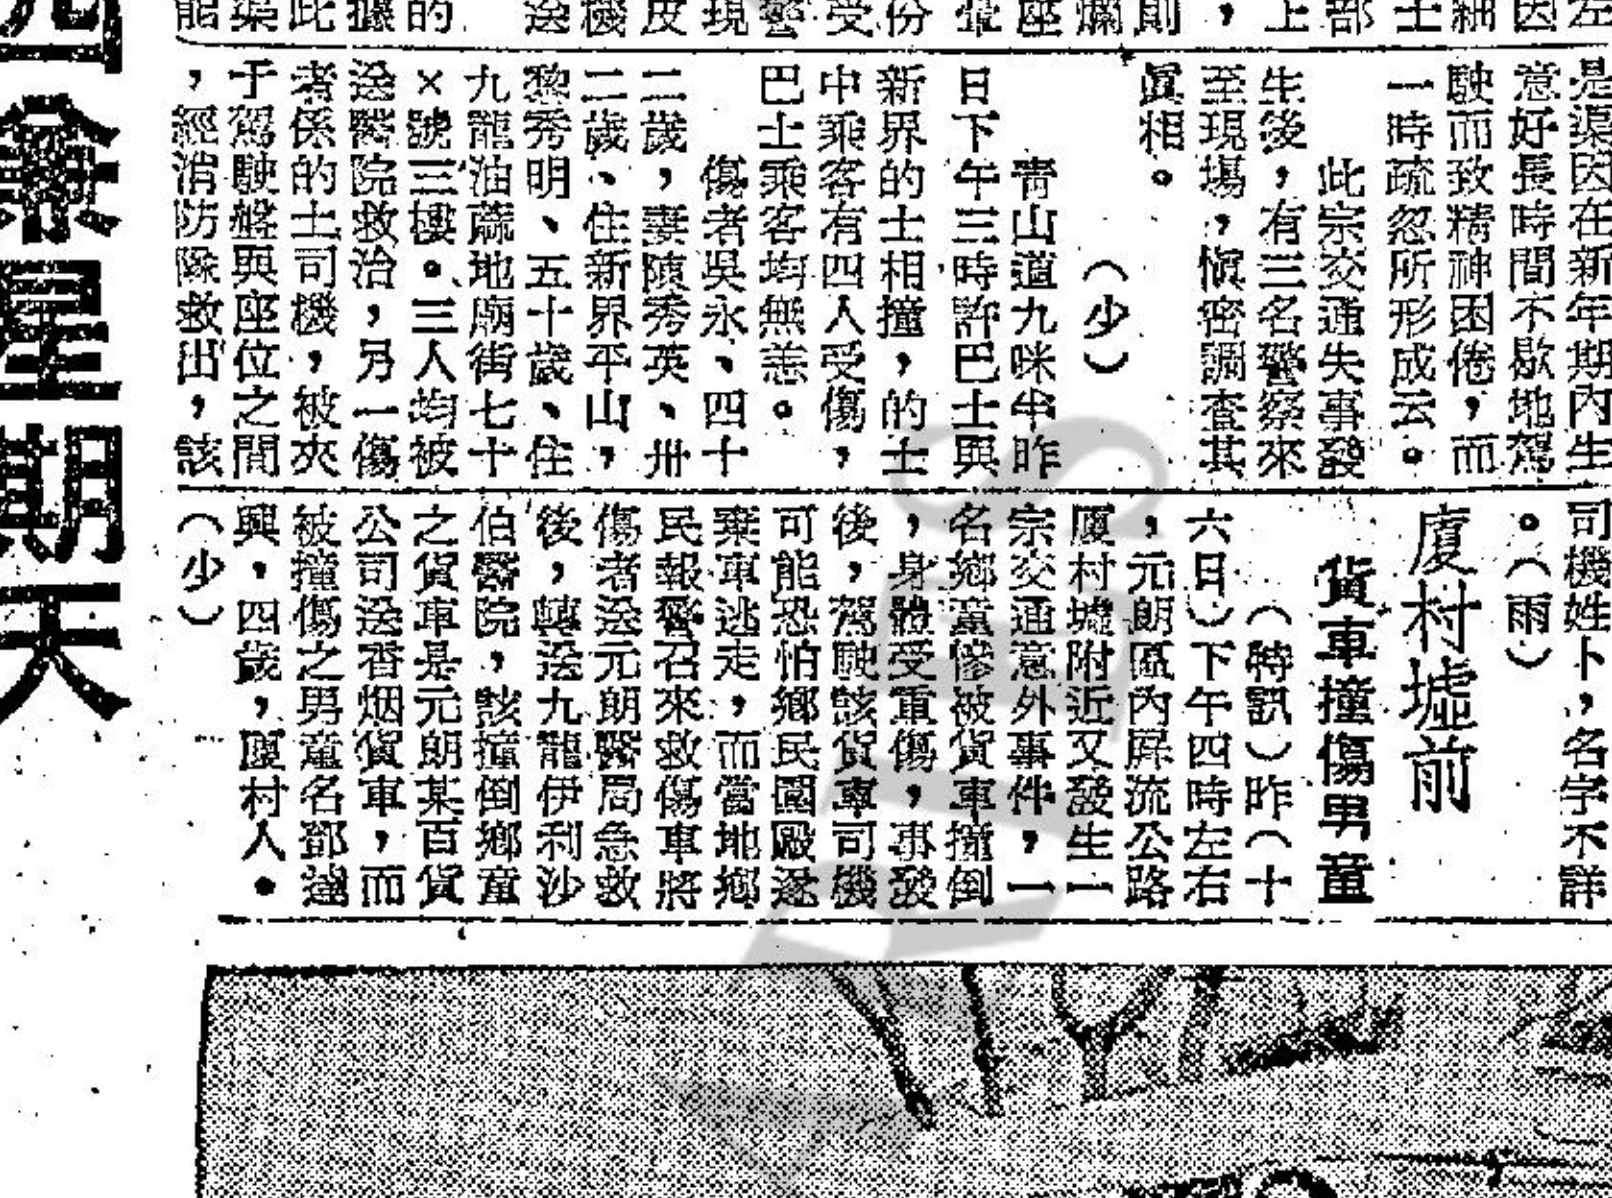 左
因
細
士
部
上
，
則
爛
座
暈
份
受
警
現
皮
機
送
的
據
此
渠
能
是渠因在新年期內生
意好長時間不歇地駕
駛而致精神困倦，而
一時疏忽所形成云。
此宗交通失事發
生後，有三名警察來
至現場，愼密調查其
眞相。
（少）
青山道九咪半昨
日下午三時許巴士與
新界的士相撞，的士
中乘客有四人受傷，
巴士乘客均無恙。
傷者吳永、四十
二歲，妻陳秀英、卅
二歲、住新界平山，
黎秀明、五十歲、住
九龍油蔴地廟街七十
×號三樓。三人均被
送醫院救治，另一傷
者係的士司機，被夾
于駕駛盤與座位之間
，經消防隊救出，該
司機姓卜，名字不詳
。（雨）
廈村墟前
貨車撞傷男童
（特訊）昨（十
六日）下午四時左右
，元朗區內屏流公路
厦村墟附近又發生一
宗交通意外事件，一
名鄉童慘被貨車撞倒
，身體受重傷，事發
後，駕駛該貨車司機
可能恐怕鄉民圍毆遂
棄車逃走，而當地鄉
民報警召來救傷車將
傷者送元朗醫局急救
後，轉送九龍伊利沙
伯醫院，該撞倒鄉童
之貨車是元朗某百貨
公司送香烟貨車，而
被撞傷之男童名鄧達
興，四歲，厦村人。
（少）
星期天